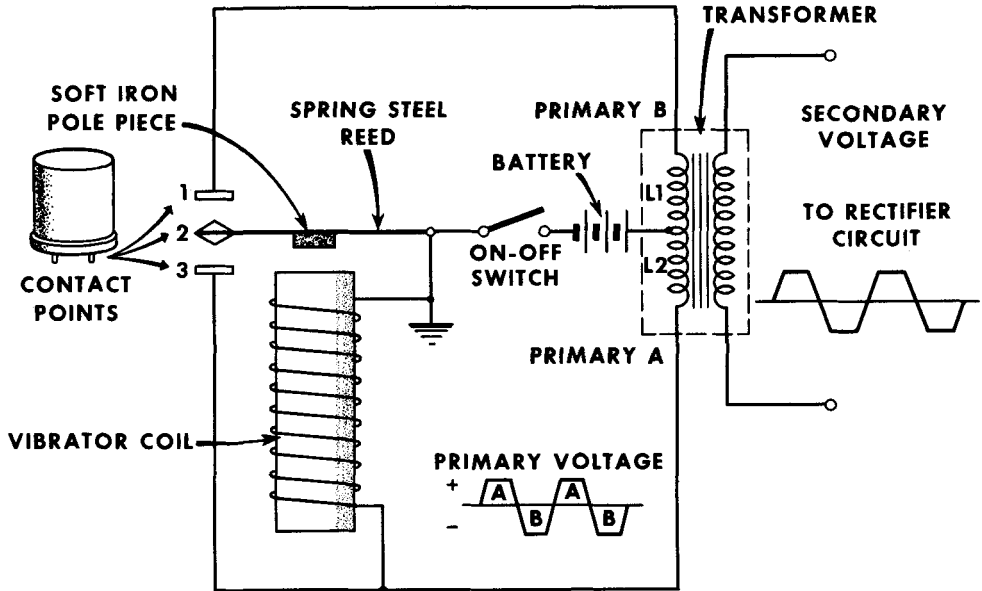 TRANSFORMER
SOFT IRON
POLE PIECE
SPRING STEEL
REED
PRIMARY B
BATTERY
SECONDARY
VOLTAGE
1
2
3
L1
L2
CONTACT
POINTS
ON-OFF
SWITCH
TO RECTIFIER
CIRCUIT
PRIMARY A
VIBRATOR COIL
PRIMARY VOLTAGE
+
A
A
B
B
−